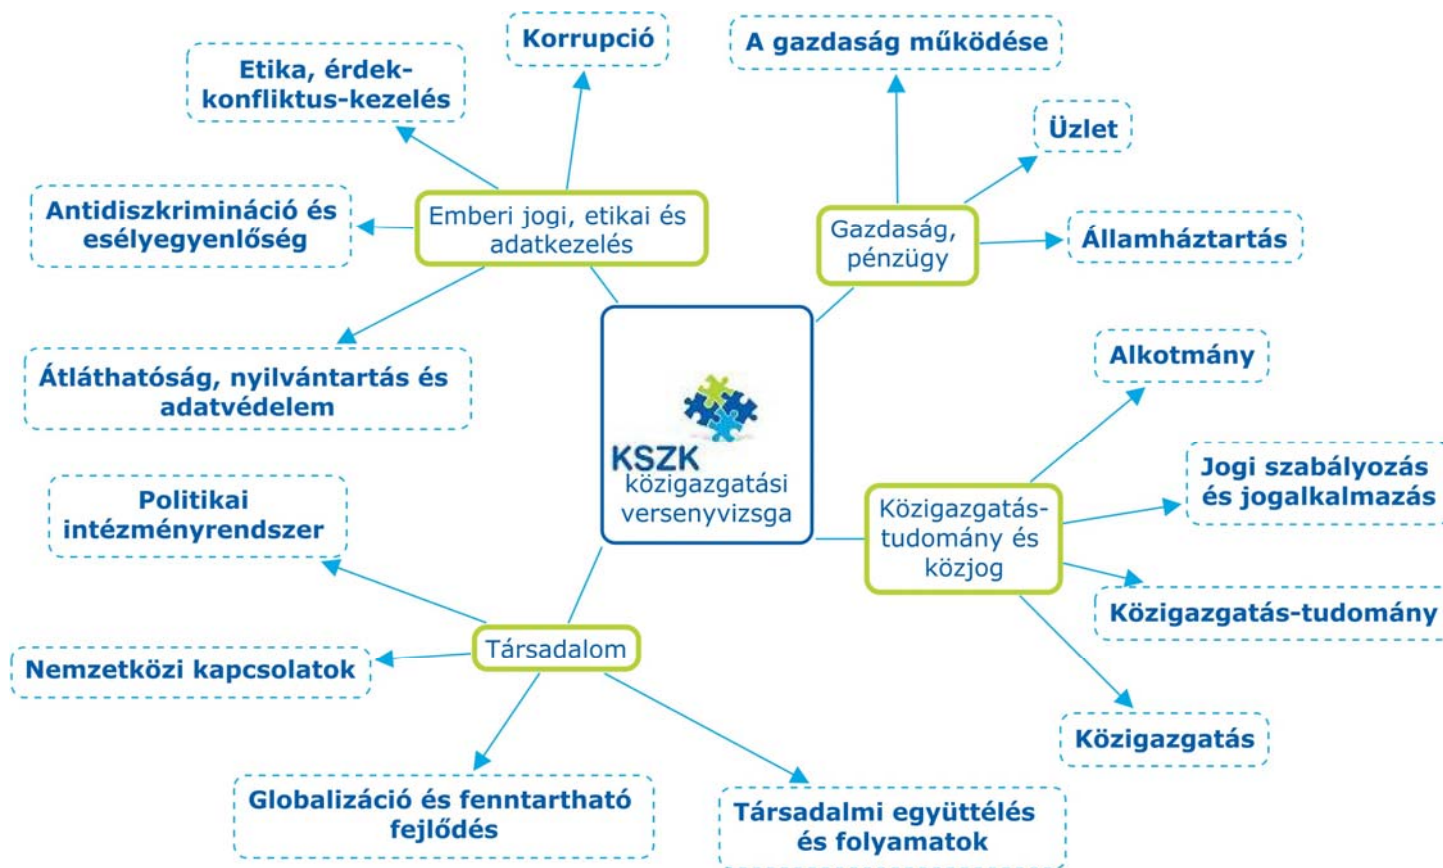 Korrupció
Etika, érdek-
konfliktus-kezelés
Antidiszkrimináció és
esélyegyenlőség
Emberi jogi, etikai és
adatkezelés
Átláthatóság, nyilvántartás és
adatvédelem
A gazdaság működése
Üzlet
Gazdaság,
pénzügy
Államháztartás
KSZK
közigazgatási
versenyvizsga
Alkotmány
Jogi szabályozás
és jogalkalmazás
Közigazgatás-
tudomány és
közjog
Közigazgatás-tudomány
Közigazgatás
Politikai
intézményrendszer
Társadalom
Nemzetközi kapcsolatok
Globalizáció és fenntartható
fejlődés
Társadalmi együttélés
és folyamatok